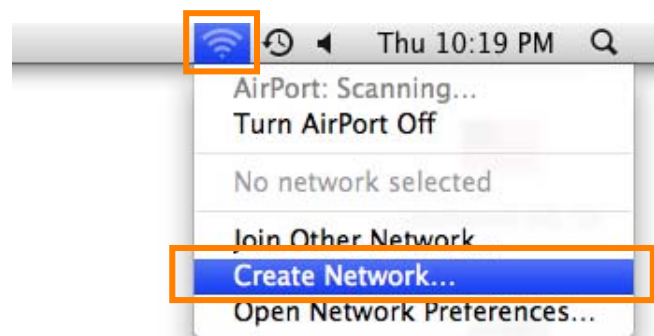 Thu 10:19 PM
AirPort: Scanning...
Turn AirPort Off
No network selected
Join Other Network
Create Network...
Open Network Preferences...